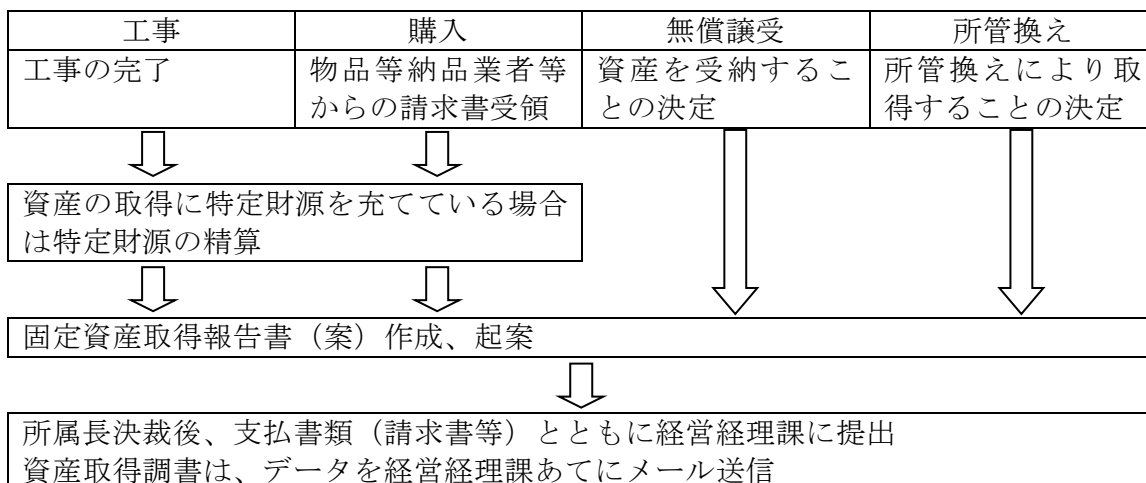 工事 購入 無償譲受 所管換え
工事の完了 物品等納品業者等 資産を受納するこ 所管換えにより取
からの請求書受領 との決定 得することの決定
資産の取得に特定財源を充てている場合
は特定財源の精算
固定資産取得報告書（案）作成、起案
所属長決裁後、支払書類（請求書等）とともに経営経理課に提出
資産取得調書は、データを経営経理課あてにメール送信